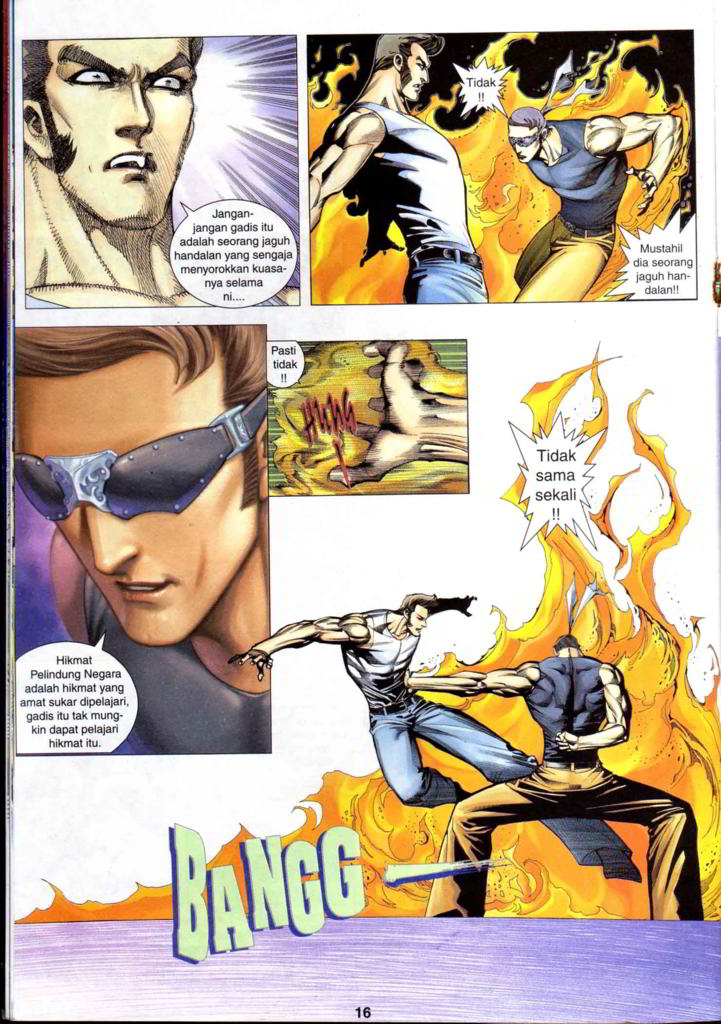 Jangan-
jangan gadis itu
adalah seorang jaguh
handalan yang sengaja
menyorokkan kuasa-
nya selama
ni....
Tidak
!!
Mustahil
dia seorang
jaguh han-
dalan!!
Pasti
tidak
!!
HUNG
Hikmat
Pelindung Negara
adalah hikmat yang
amat sukar dipelajari,
gadis itu tak mung-
kin dapat pelajari
hikmat itu.
Tidak
sama
sekali
!!
BANGG
16